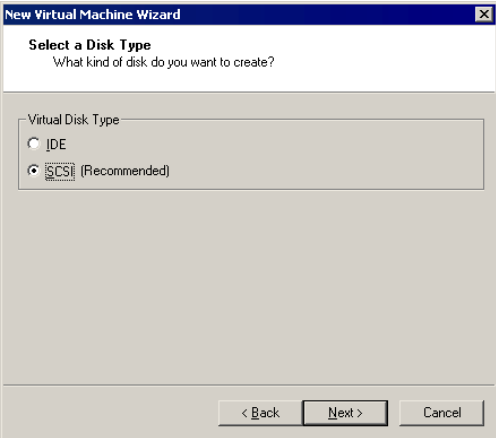 New Virtual Machine Wizard
Select a Disk Type
What kind of disk do you want to create?
Virtual Disk Type
IDE
SCSI (Recommended)
< Back Next > Cancel